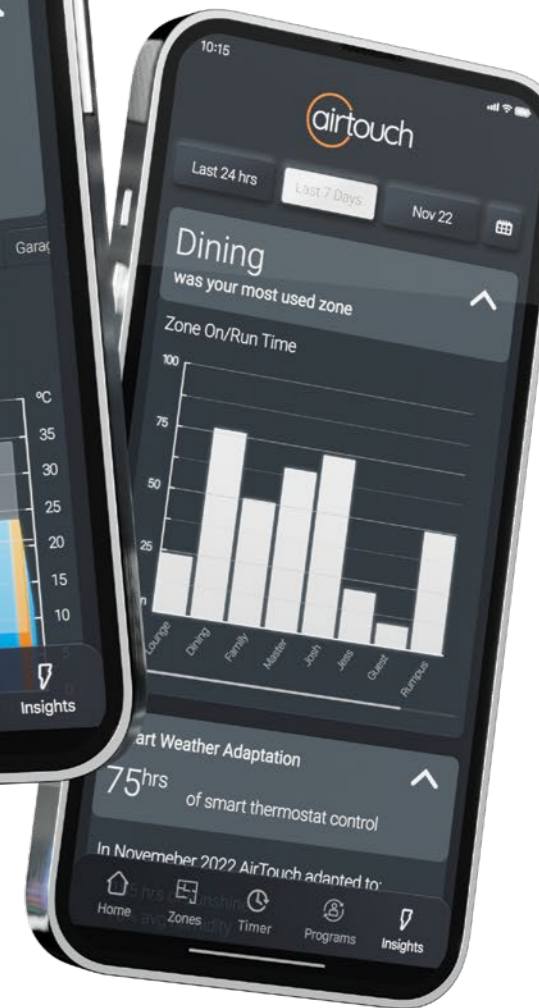 Garag
°C
35
30
25
20
15
10
5
0
Insights
10:15
airtouch
Last 24 hrs
Last 7 Days
Nov 22
Dining
was your most used zone
Zone On/Run Time
100
75
50
25
Lounge
Dining
Family
Master
Josh
Jess
Guest
Rumpus
art Weather Adaptation
75hrs
of smart thermostat control
In Novemeber 2022 AirTouch adapted to:
Home
Zones
Timer
Programs
Insights